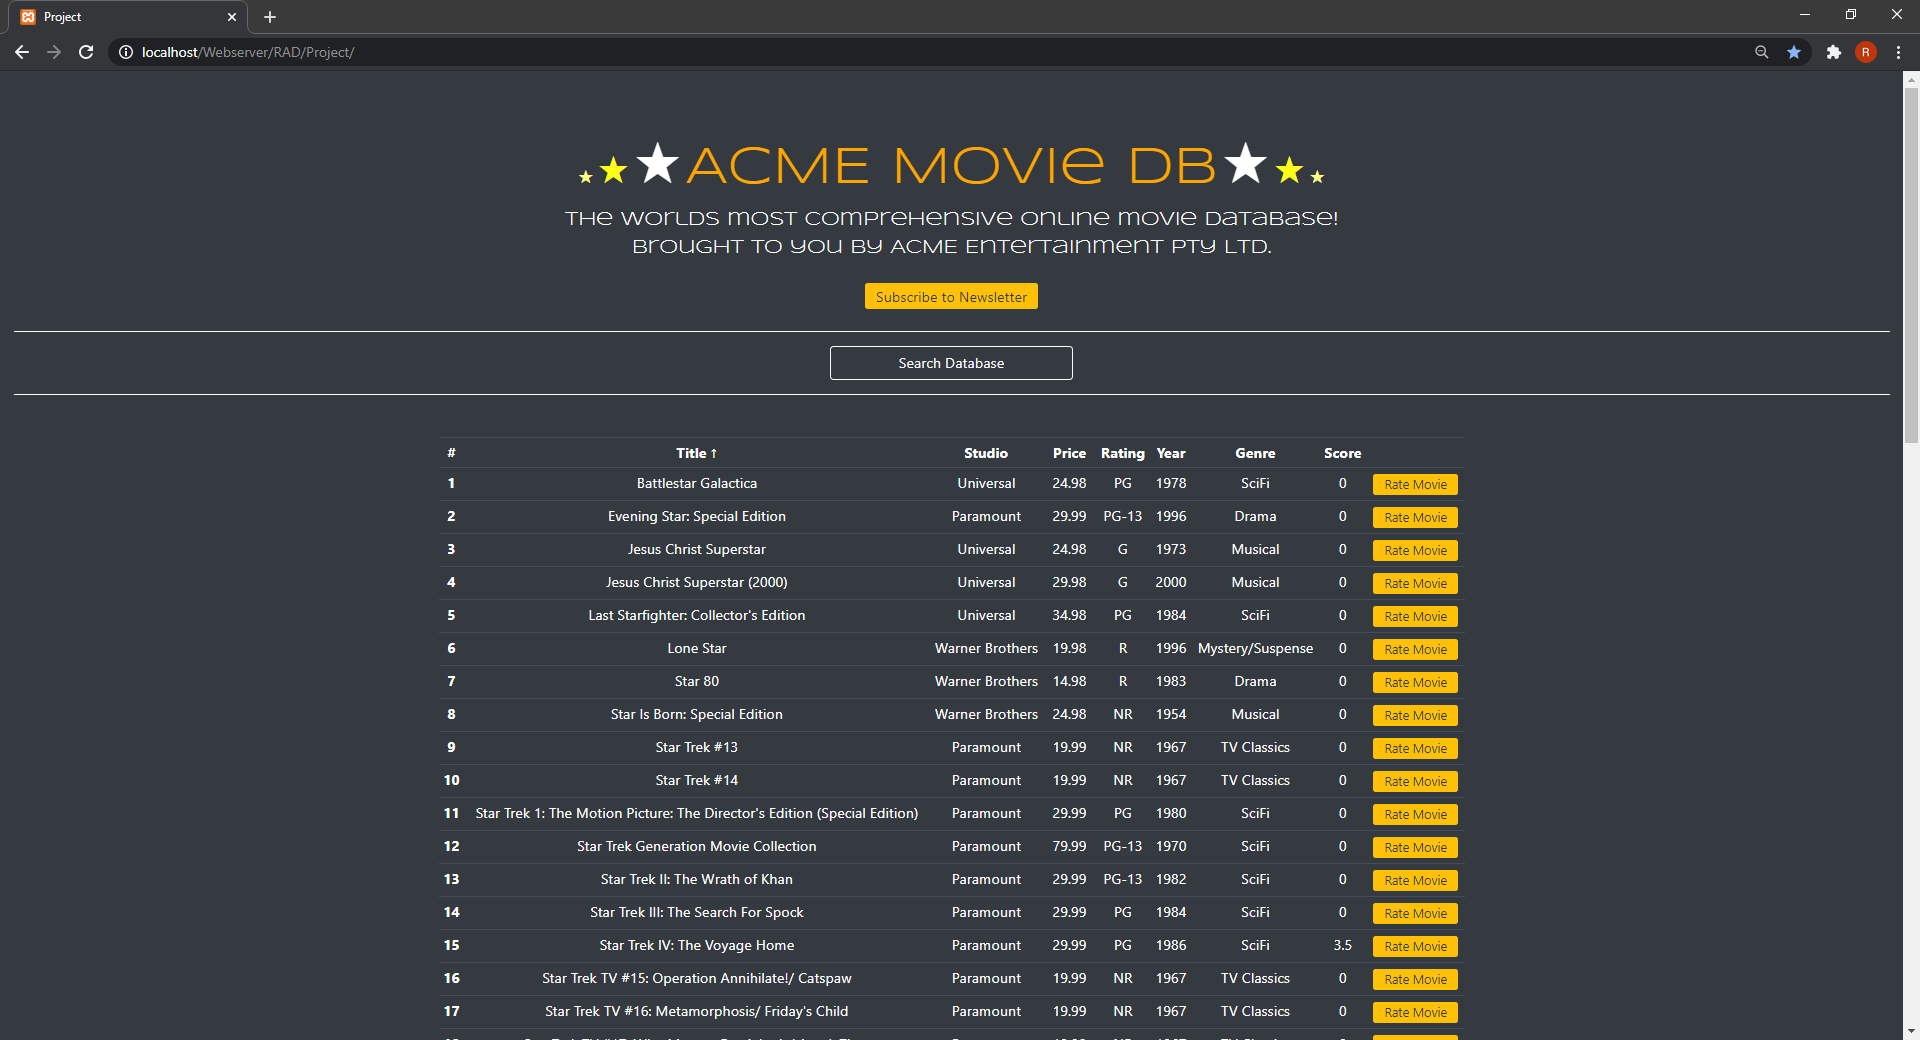 Project
localhost/Webserver/RAD/Project/
R
ACME Movie DB
The worlds most comprehensive online movie database!
Brought to you by ACME Entertainment Pty Ltd.
Subscribe to Newsletter
Search Database
# Title ↑ Studio Price Rating Year Genre Score
1 Battlestar Galactica Universal 24.98 PG 1978 SciFi 0 Rate Movie
2 Evening Star: Special Edition Paramount 29.99 PG-13 1996 Drama 0 Rate Movie
3 Jesus Christ Superstar Universal 24.98 G 1973 Musical 0 Rate Movie
4 Jesus Christ Superstar (2000) Universal 29.98 G 2000 Musical 0 Rate Movie
5 Last Starfighter: Collector's Edition Universal 34.98 PG 1984 SciFi 0 Rate Movie
6 Lone Star Warner Brothers 19.98 R 1996 Mystery/Suspense 0 Rate Movie
7 Star 80 Warner Brothers 14.98 R 1983 Drama 0 Rate Movie
8 Star Is Born: Special Edition Warner Brothers 24.98 NR 1954 Musical 0 Rate Movie
9 Star Trek #13 Paramount 19.99 NR 1967 TV Classics 0 Rate Movie
10 Star Trek #14 Paramount 19.99 NR 1967 TV Classics 0 Rate Movie
11 Star Trek 1: The Motion Picture: The Director's Edition (Special Edition) Paramount 29.99 PG 1980 SciFi 0 Rate Movie
12 Star Trek Generation Movie Collection Paramount 79.99 PG-13 1970 SciFi 0 Rate Movie
13 Star Trek II: The Wrath of Khan Paramount 29.99 PG-13 1982 SciFi 0 Rate Movie
14 Star Trek III: The Search For Spock Paramount 29.99 PG 1984 SciFi 0 Rate Movie
15 Star Trek IV: The Voyage Home Paramount 29.99 PG 1986 SciFi 3.5 Rate Movie
16 Star Trek TV #15: Operation Annihilate!/ Catspaw Paramount 19.99 NR 1967 TV Classics 0 Rate Movie
17 Star Trek TV #16: Metamorphosis/ Friday's Child Paramount 19.99 NR 1967 TV Classics 0 Rate Movie